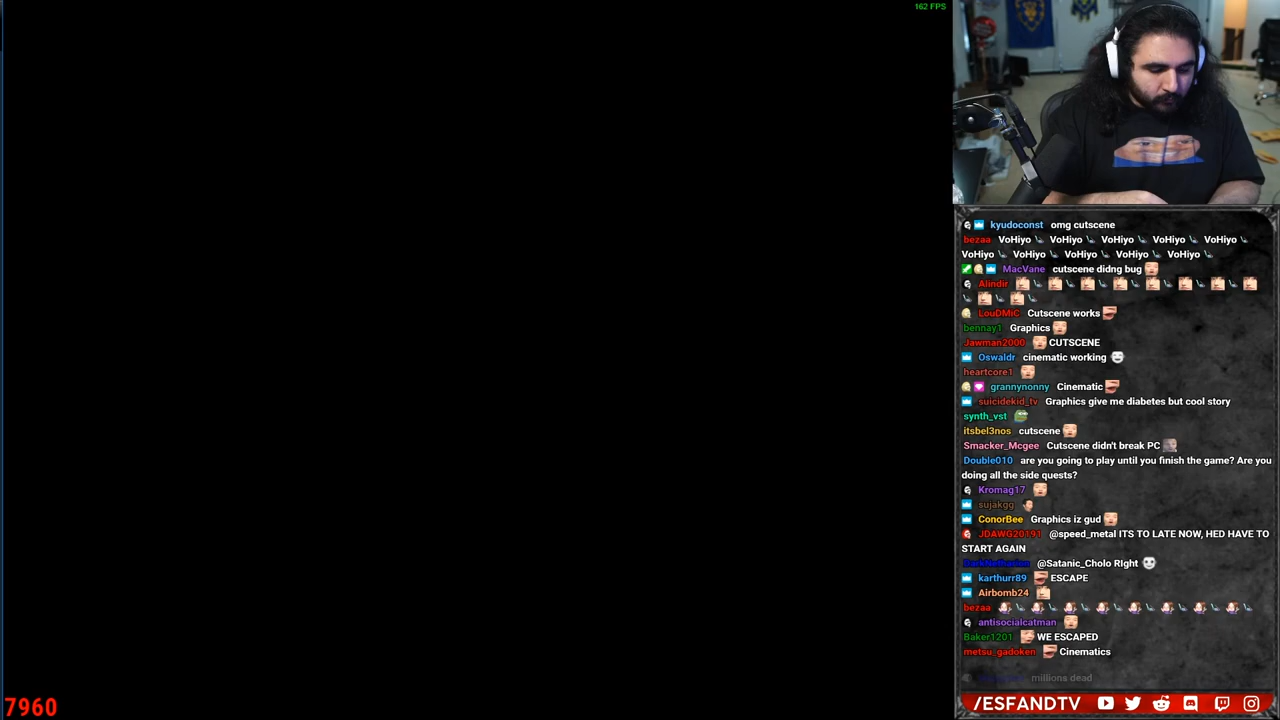 162 FPS
kyudoconst omg cutscene
bezaa VoHiyo VoHiyo VoHiyo VoHiyo VoHiyo
VoHiyo VoHiyo VoHiyo VoHiyo VoHiyo
MacVane cutscene didng bug
Alindir
LouDMiC Cutscene works
bennay1 Graphics
Jawman2000 CUTSCENE
Oswaldr cinematic working
heartcore1
grannynonny Cinematic
suicidekid_tv Graphics give me diabetes but cool story
synth_vst
itsbel3nos cutscene
Smacker_Mcgee Cutscene didn't break PC
Double010 are you going to play until you finish the game? Are you
doing all the side quests?
Kromag17
sujakgg
ConorBee Graphics iz gud
JDAWG20191 @speed_metal ITS TO LATE NOW, HED HAVE TO
START AGAIN
@Satanic_Cholo RIght
karthurr89 ESCAPE
Airbomb24
bezaa
antisocialcatman
Baker1201 WE ESCAPED
metsu_gadoken Cinematics
millions dead
7960
/ESFANDTV